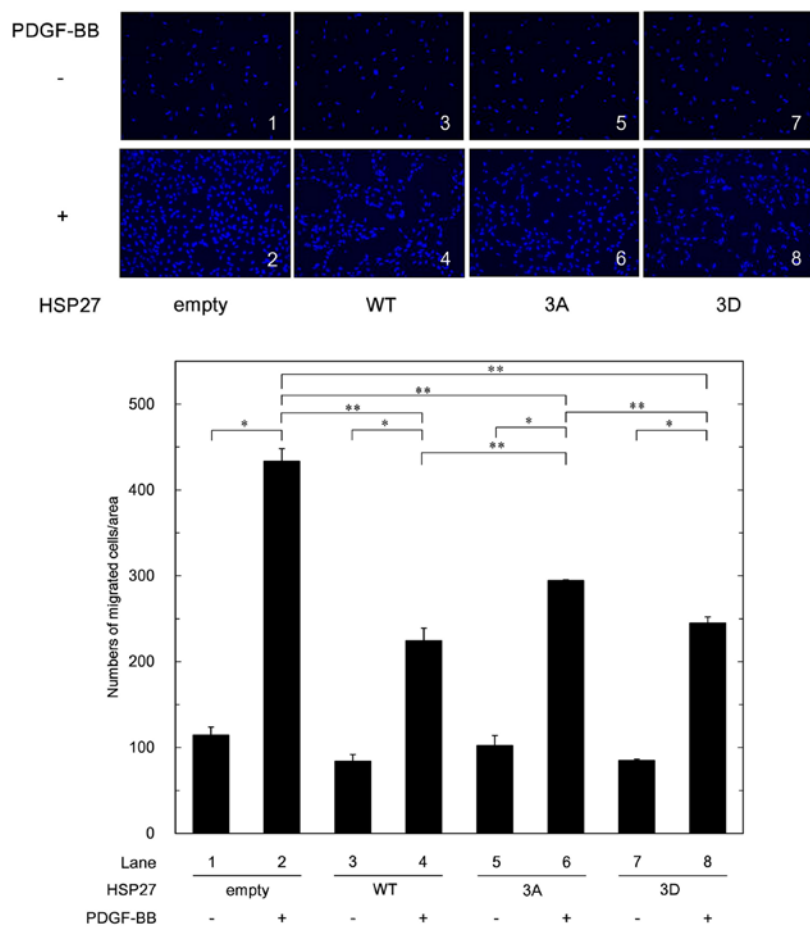 PDGF-BB
-
1 3 5 7
+
2 4 6 8
HSP27 empty WT 3A 3D
**
**
** * * ** *
**
*
Numbers of migrated cells/area
500
400
300
200
100
0
Lane 1 2 3 4 5 6 7 8
HSP27 empty WT 3A 3D
PDGF-BB - + - + - + - +